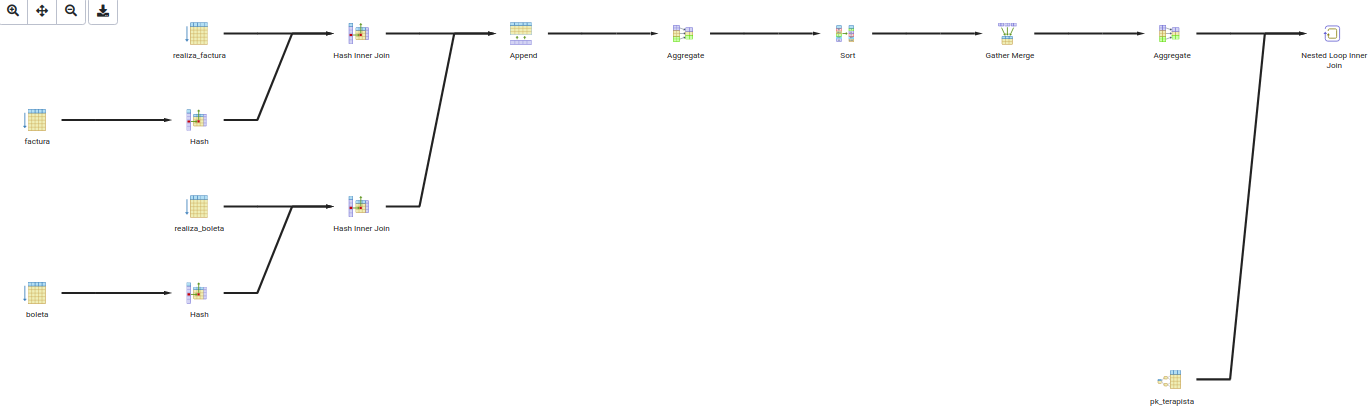 realiza_factura
Hash Inner Join
Append
Aggregate
Sort
Gather Merge
Aggregate
Nested Loop Inner
Join
factura
Hash
realiza_boleta
Hash Inner Join
boleta
Hash
pk_terapista